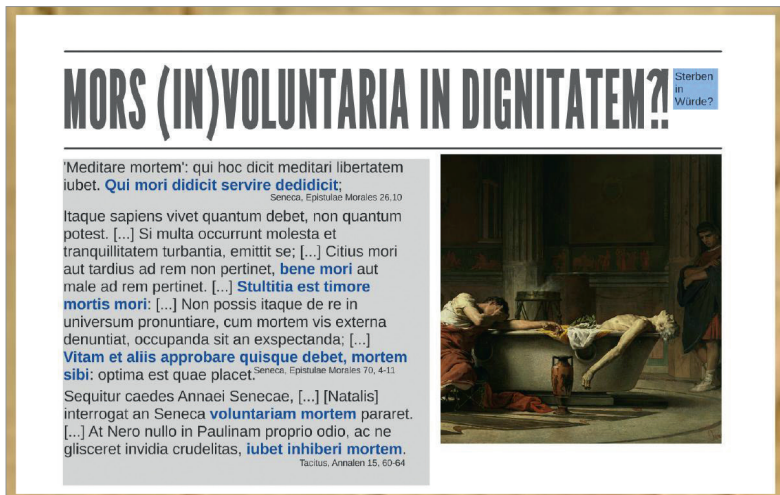 MORS (IN)VOLUNTARIA IN DIGNITATEM?!
Sterben
in
Würde?
'Meditare mortem': qui hoc dicit meditari libertatem
iubet. Qui mori didicit servire dedidicit;
Seneca, Epistulae Morales 26.10
Itaque sapiens vivet quantum debet, non quantum
potest. [...] Si multa occurrunt molesta et
tranquillitatem turbantia, emittit se; [...] Citius mori
aut tardius ad rem non pertinet, bene mori aut
male ad rem pertinet. [...] Stultitia est timore
mortis mori: [...] Non possis itaque de re in
universum pronuntiare, cum mortem vis externa
denuntiat, occupanda sit an exspectanda; [...]
Vitam et aliis approbare quisque debet, mortem
sibi: optima est quae placet. Seneca, Epistulae Morales 70, 4-11
Sequitur caedes Annaei Senecae, [...] [Natalis]
interrogat an Seneca voluntariam mortem pararet.
[...] At Nero nullo in Paulinam proprio odio, ac ne
glisceret invidia crudelitas, iubet inhiberi mortem.
Tacitus, Annalen 15, 60-64